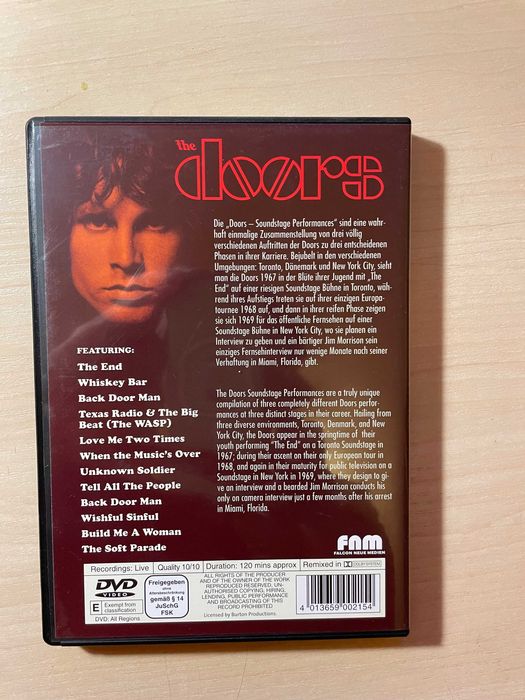 the
doors
Die „Doors – Soundstage Performances" sind eine wahr-
haft einmalige Zusammenstellung von drei völlig
verschiedenen Auftritten der Doors zu drei entscheidenen
Phasen in ihrer Karriere. Bejubelt in den verschiedenen
Umgebungen: Toronto, Dänemark und New York City, sieht
man die Doors 1967 in der Blüte ihrer Jugend mit „The
End" auf einer riesigen Soundstage Bühne in Toronto, während
ihres Aufstiegs treten sie auf ihrer einzigen Europa-
tournee 1968 auf, und dann in ihrer reifen Phase zeigen
sie sich 1969 für das öffentliche Fernsehen auf einer
Soundstage Bühne in New York City, wo sie planen ein
Interview zu geben und ein bärtiger Jim Morrison sein
einziges Fernsehinterview nur wenige Monate nach seiner
Verhaftung in Miami, Florida, gibt.
FEATURING:
The End
Whiskey Bar
Back Door Man
Texas Radio & The Big
Beat (The WASP)
Love Me Two Times
When the Music's Over
Unknown Soldier
Tell All The People
Back Door Man
Wishful Sinful
Build Me A Woman
The Soft Parade
The Doors Soundstage Performances are a truly unique
compilation of three completely different Doors perfor-
mances at three distinct stages in their career. Hailing from
three diverse environments, Toronto, Denmark, and New
York City, the Doors appear in the springtime of their
youth performing "The End" on a Toronto Soundstage in
1967; during their ascent on their only European tour in
1968, and again in their maturity for public television on a
Soundstage in New York in 1969, where they design to
give an interview and a bearded Jim Morrison conducts his
only on camera interview just a few months after his arrest
in Miami, Florida.
FNM
FALCON NEUE MEDIEN
Recordings: Live
Quality 10/10
Duration: 120 mins approx
Remixed in DOLBY SYSTEM
DVD
VIDEO
E Exempt from classification
DVD: All Regions
Freigegeben
ohne
Altersbeschränkung
gemäß § 14
JuSchG
FSK
ALL RIGHTS OF THE PRODUCER
AND OF THE OWNER OF THE WORK
REPRODUCED RESERVED, UN-
AUTHORISED COPYING, HIRING,
LENDING, PUBLIC PERFORMANCE
AND BROADCASTING OF THIS
RECORD PROHIBITED
Licensed by Burton Productions.
4 013659 002154